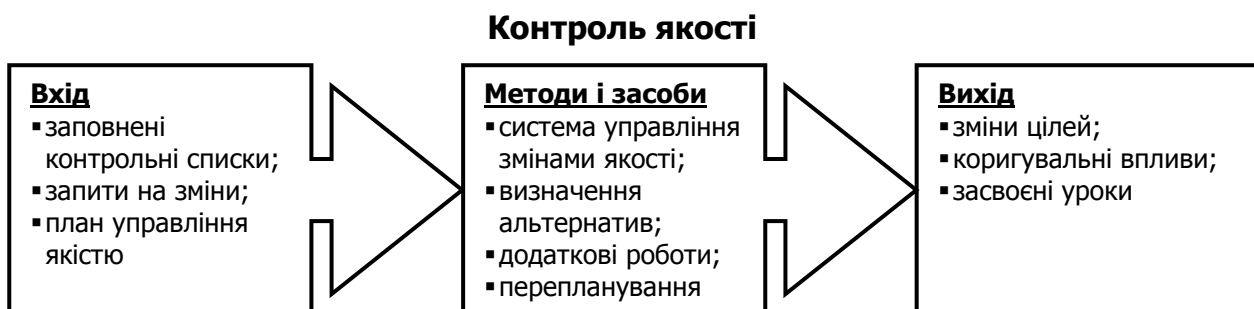 Контроль якості
Вхід
▪заповнені
контрольні списки;
▪запити на зміни;
▪план управління
якістю
Методи і засоби
▪система управління
змінами якості;
▪визначення
альтернатив;
▪додаткові роботи;
▪перепланування
Вихід
▪зміни цілей;
▪коригувальні впливи;
▪засвоєні уроки